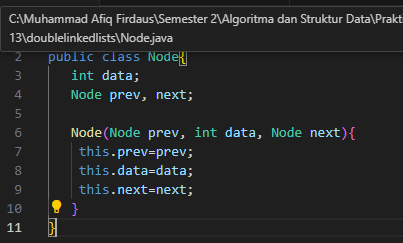 C:\Muhammad Afiq Firdaus\Semester 2\Algoritma dan Struktur Data\Prakt
13\doublelinkedlists\Node.java
2 public class Node{
3 int data;
4 Node prev, next;
5
6 Node(Node prev, int data, Node next){
7 this.prev=prev;
8 this.data=data;
9 this.next=next;
10 }
11 }